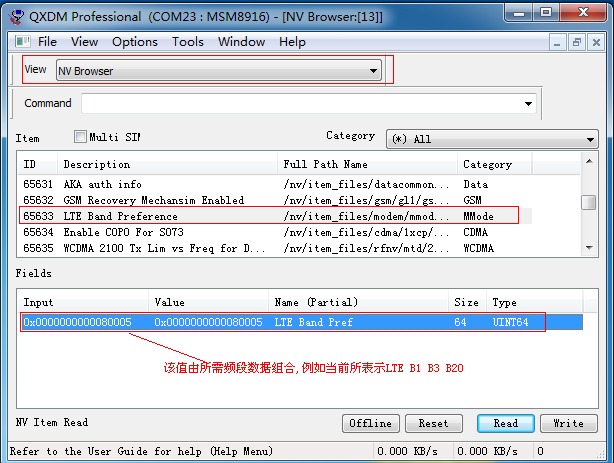 QXDM Professional (COM23 : MSM8916) - [NV Browser:[13]]
File View Options Tools Window Help
View NV Browser
Command
Item Multi SIM Category (*) All
ID Description Full Path Name Category
65631 AKA auth info /nv/item_files/datacommon... Data
65632 GSM Recovery Mechansim Enabled /nv/item_files/gsm/gl1/gs... GSM
65633 LTE Band Preference /nv/item_files/modem/mmod... MMode
65634 Enable COPO For SO73 /nv/item_files/cdma/1xcp/... CDMA
65635 WCDMA 2100 Tx Lim vs Freq for D... /nv/item_files/rfnv/mtd/2... WCDMA
Fields
Input Value Name (Partial) Size Type
0x0000000000080005 0x0000000000080005 LTE Band Pref 64 UINT64
该值由所需频段数据组合,例如当前所表示LTE B1 B3 B20
NV Item Read Offline Reset Read Write
Refer to the User Guide for help (Help Menu) 0.000 KB/s 0.000 KB/s 0